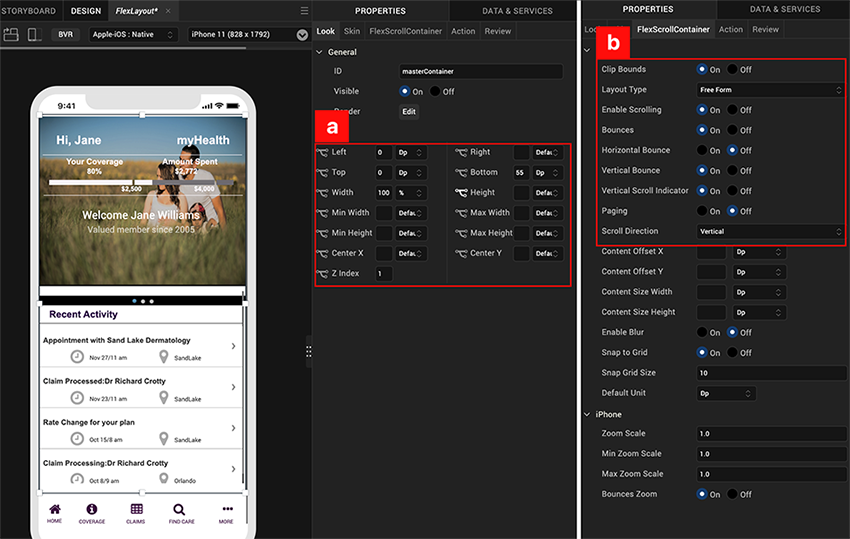 STORYBOARD DESIGN FlexLayout* ×
BVR Apple-iOS : Native iPhone 11 (828 x 1792)
9:41
Hi, Jane myHealth
Your Coverage Amount Spent
80% $2,772
$2,500 $4,000
Welcome Jane Williams
Valued member since 2005
Recent Activity
Appointment with Sand Lake Dermatology
Nov 27/11 am SandLake
Claim Processed:Dr Richard Crotty
Nov 23/11 am SandLake
Rate Change for your plan
Oct 15/8 am SandLake
Claim Processing:Dr Richard Crotty
Oct 8/9 am Orlando
HOME COVERAGE CLAIMS FIND CARE MORE
PROPERTIES DATA & SERVICES
Look Skin FlexScrollContainer Action Review
General
ID masterContainer
Visible On Off
Render Edit
a
Left 0 Dp Right Defau
Top 0 Dp Bottom 55 Dp
Width 100 % Height Defau
Min Width Defau Max Width Defau
Min Height Defau Max Height Defau
Center X Defau Center Y Defau
Z Index 1
PROPERTIES DATA & SERVICES
FlexScrollContainer Action Review
b
Clip Bounds On Off
Layout Type Free Form
Enable Scrolling On Off
Bounces On Off
Horizontal Bounce On Off
Vertical Bounce On Off
Vertical Scroll Indicator On Off
Paging On Off
Scroll Direction Vertical
Content Offset X Dp
Content Offset Y Dp
Content Size Width Dp
Content Size Height Dp
Enable Blur On Off
Snap to Grid On Off
Snap Grid Size 10
Default Unit Dp
iPhone
Zoom Scale 1.0
Min Zoom Scale 1.0
Max Zoom Scale 1.0
Bounces Zoom On Off